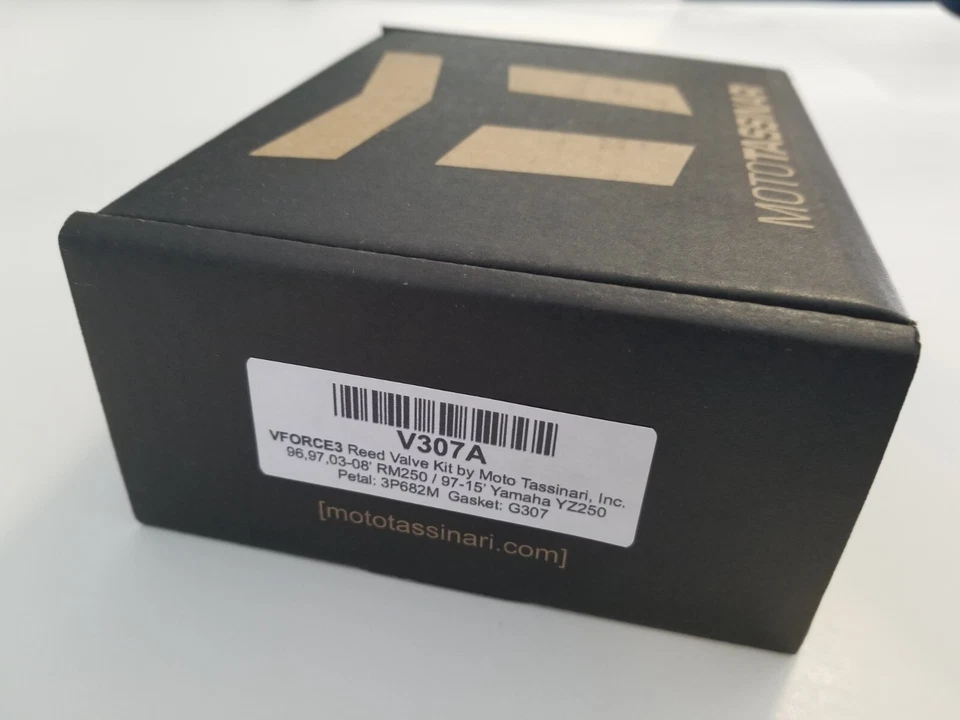 MOTOTASSINARI
V307A
VFORCE3 Reed Valve Kit by Moto Tassinari, Inc.
96,97,03-08' RM250 / 97-15' Yamaha YZ250
Petal: 3P682M Gasket: G307
[mototassinari.com]